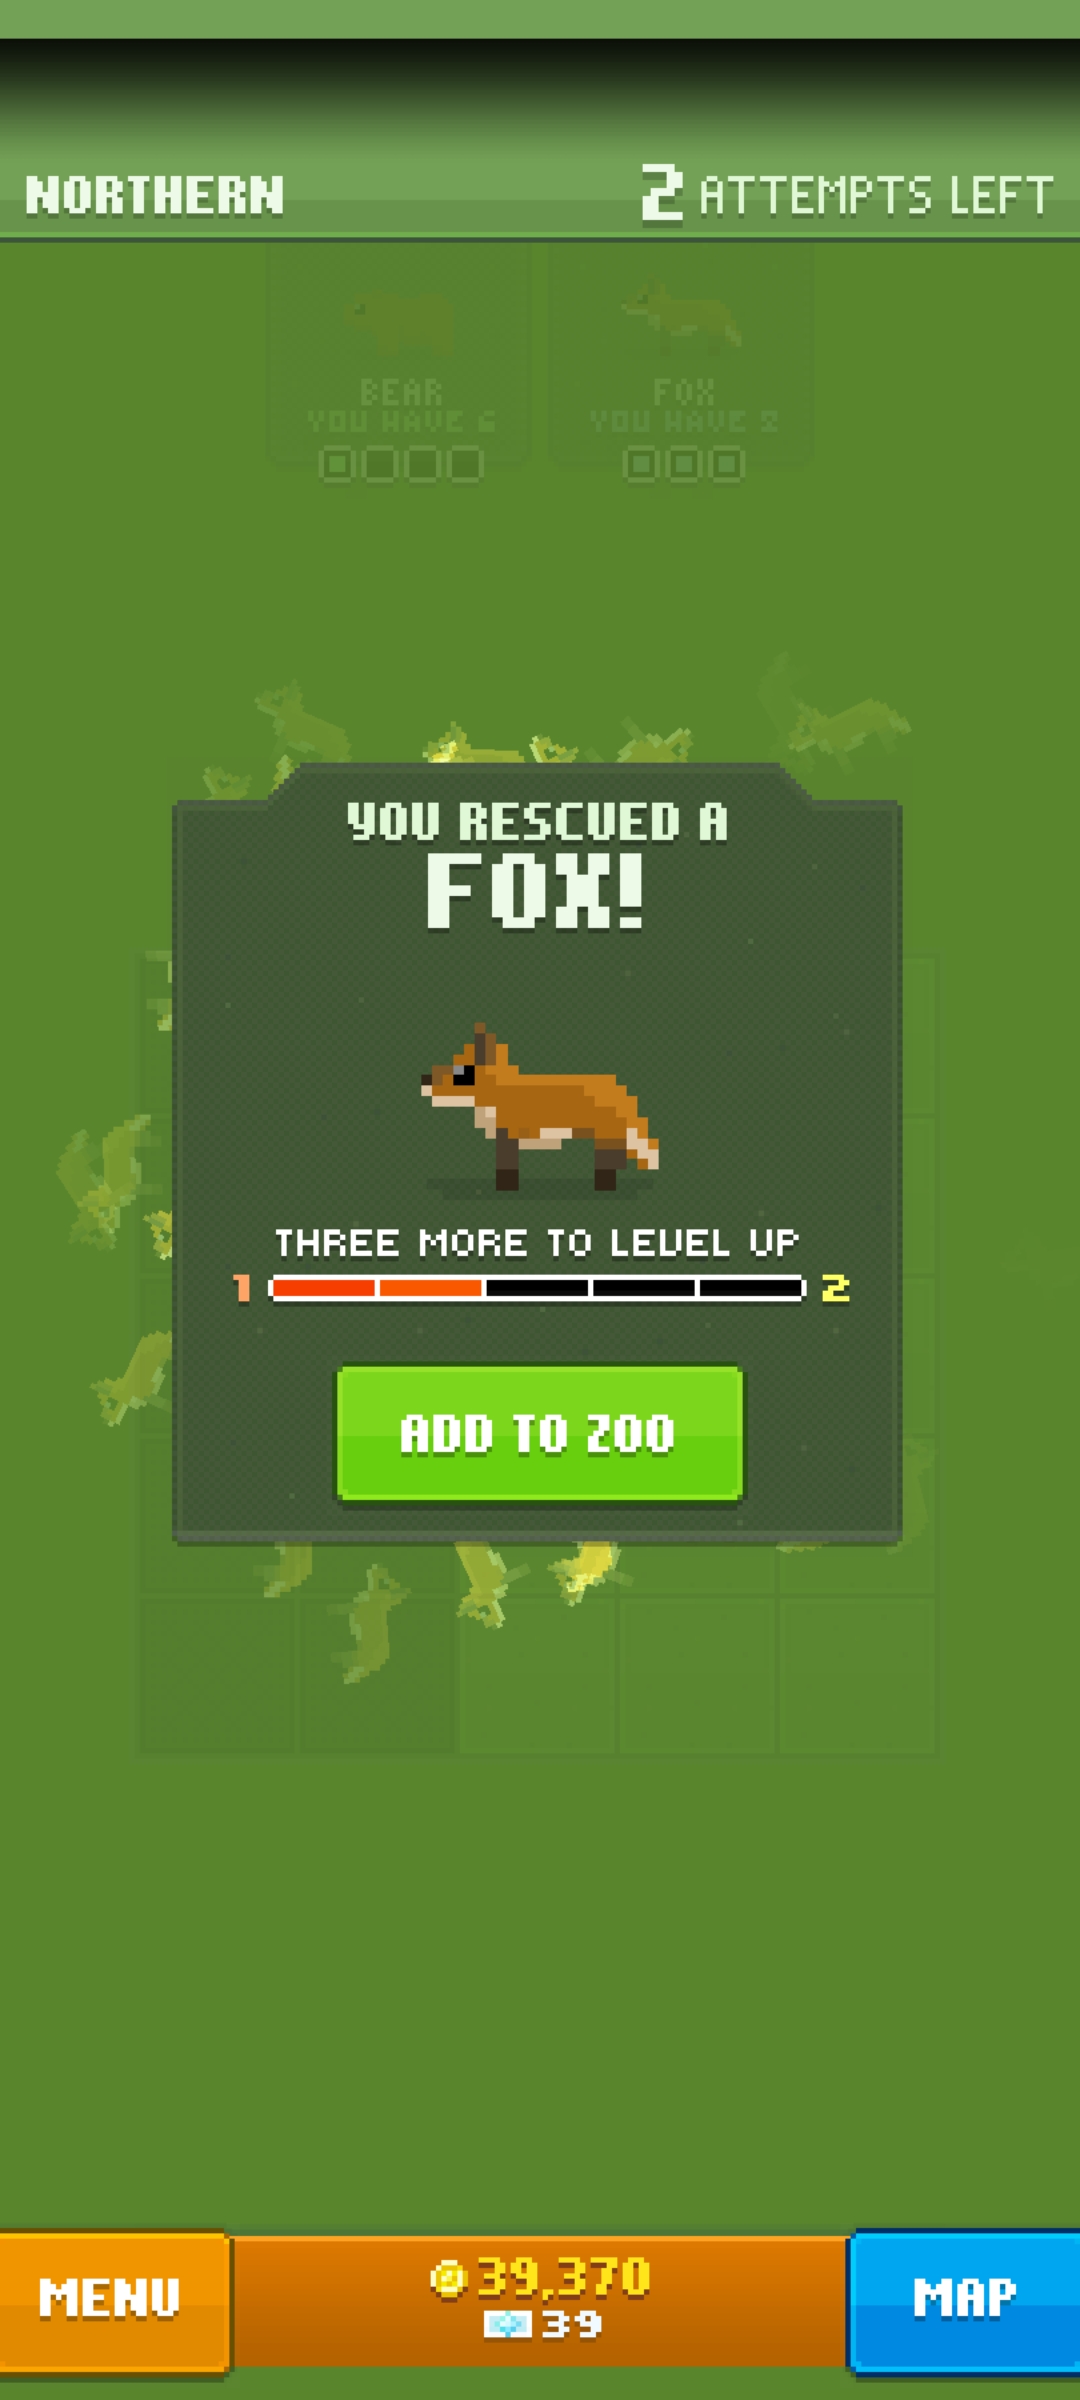 NORTHERN
2 ATTEMPTS LEFT
BEAR
YOU HAVE 6
FOX
YOU HAVE 2
YOU RESCUED A
FOX!
THREE MORE TO LEVEL UP
1
2
ADD TO ZOO
MENU
39,370
39
MAP